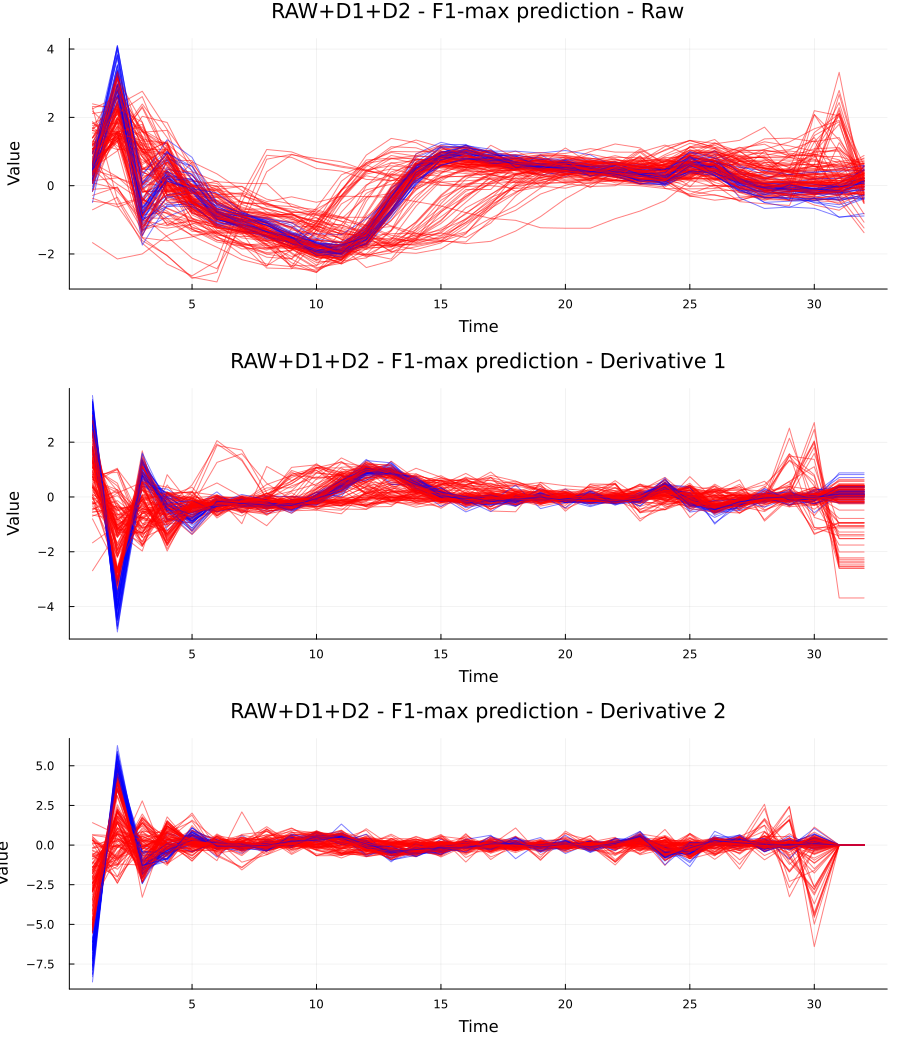 RAW+D1+D2 - F1-max prediction - Raw
4
2
0
−2
Value
5 10 15 20 25 30
Time
RAW+D1+D2 - F1-max prediction - Derivative 1
2
0
−2
−4
Value
5 10 15 20 25 30
Time
RAW+D1+D2 - F1-max prediction - Derivative 2
5.0
2.5
0.0
−2.5
−5.0
−7.5
Value
5 10 15 20 25 30
Time